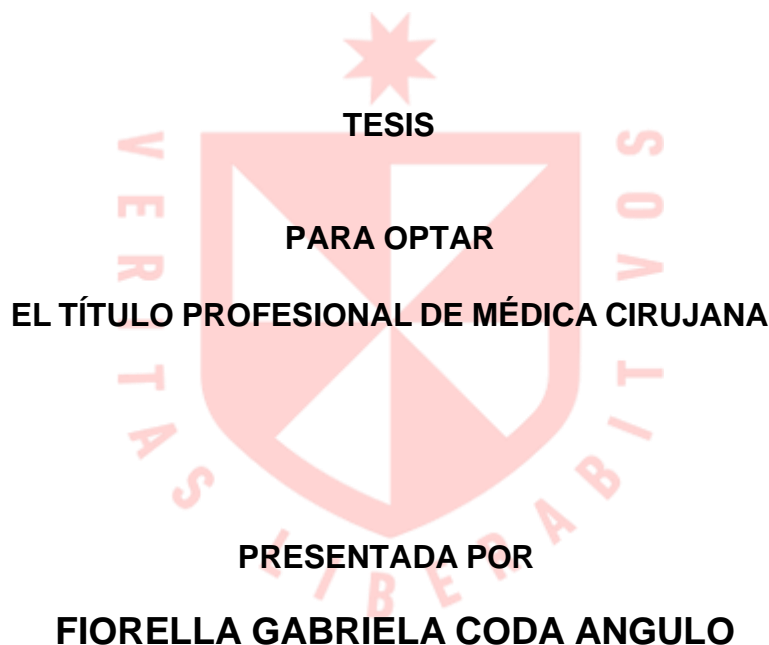 TESIS
PARA OPTAR
EL TÍTULO PROFESIONAL DE MÉDICA CIRUJANA
PRESENTADA POR
FIORELLA GABRIELA CODA ANGULO
VERITAS LIBERABIT VOS